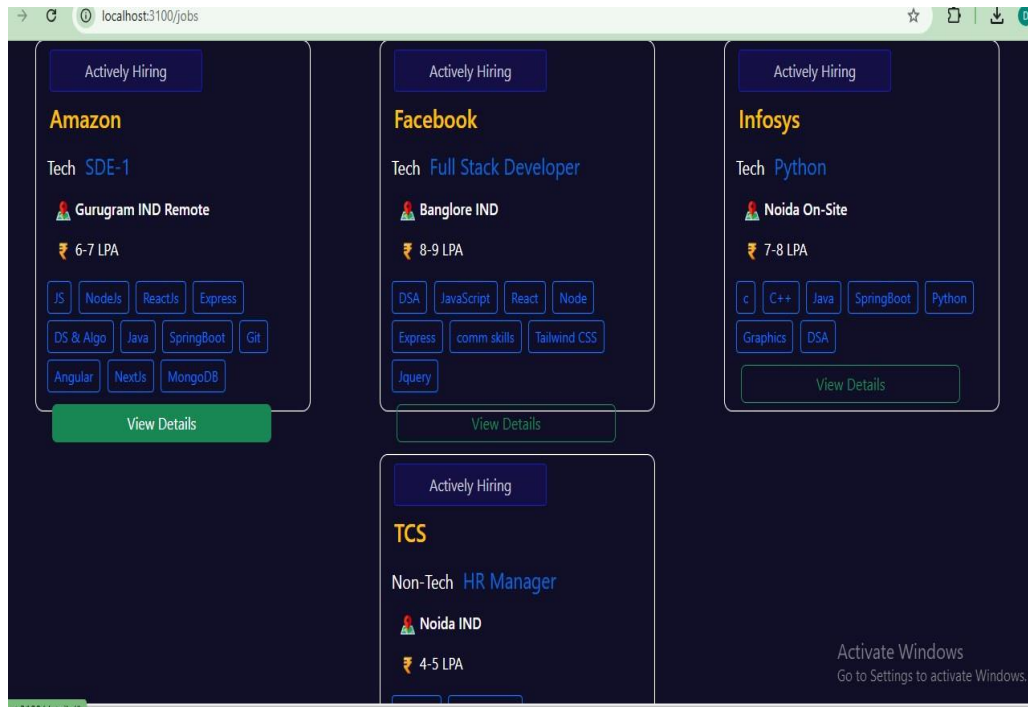 localhost:3100/jobs
Actively Hiring
Amazon
Tech SDE-1
Gurugram IND Remote
₹ 6-7 LPA
JS NodeJs ReactJs Express
DS & Algo Java SpringBoot Git
Angular NextJs MongoDB
View Details
Actively Hiring
Facebook
Tech Full Stack Developer
Banglore IND
₹ 8-9 LPA
DSA JavaScript React Node
Express comm skills Tailwind CSS
Jquery
View Details
Actively Hiring
Infosys
Tech Python
Noida On-Site
₹ 7-8 LPA
c C++ Java SpringBoot Python
Graphics DSA
View Details
Actively Hiring
TCS
Non-Tech HR Manager
Noida IND
₹ 4-5 LPA
Activate Windows
Go to Settings to activate Windows.